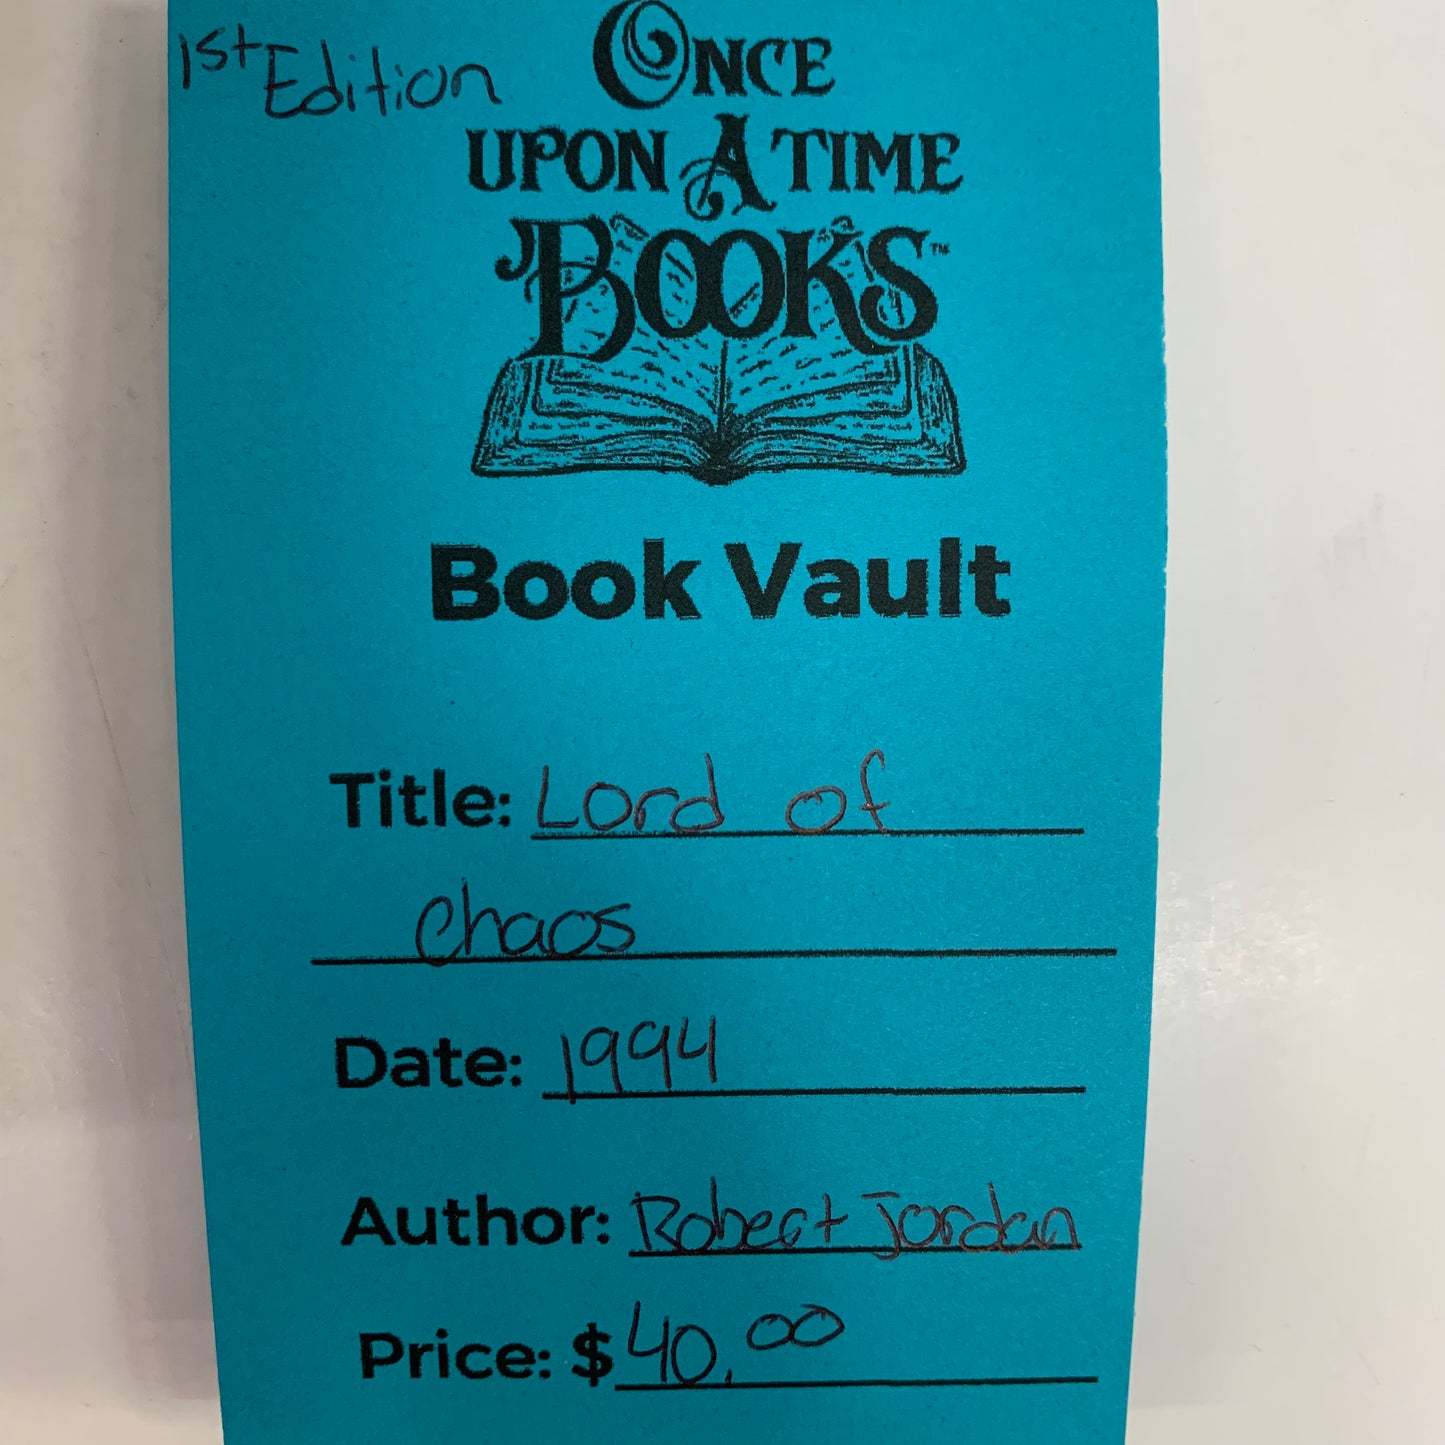 1st Edition
ONCE
UPON A TIME
BOOKS™
Book Vault
Title: Lord of
chaos
Date: 1994
Author: Robert Jordan
Price: $40.00